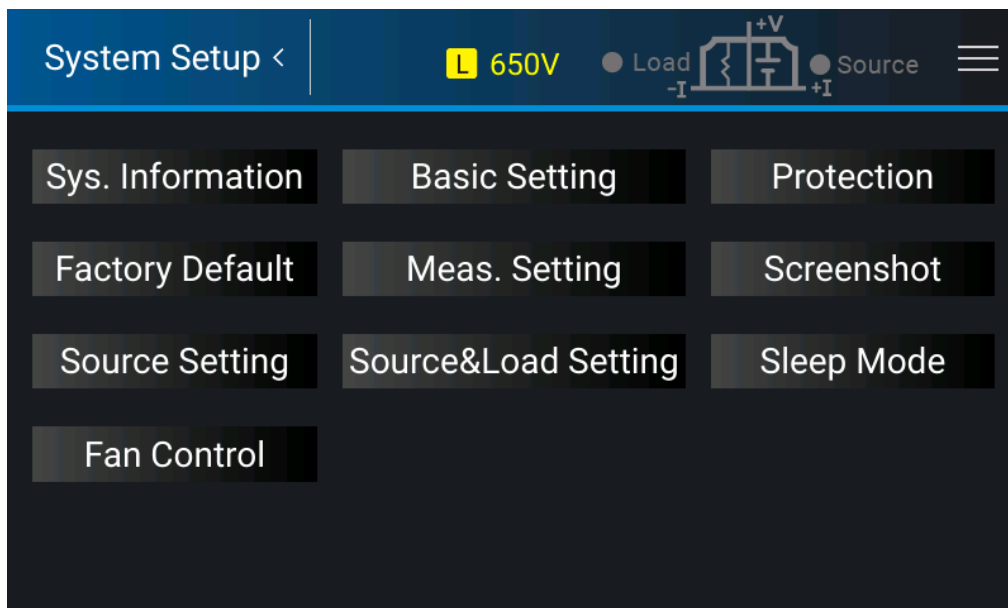 System Setup <
L 650V
Load
Source
+V
-I
+I
Sys. Information
Basic Setting
Protection
Factory Default
Meas. Setting
Screenshot
Source Setting
Source&Load Setting
Sleep Mode
Fan Control